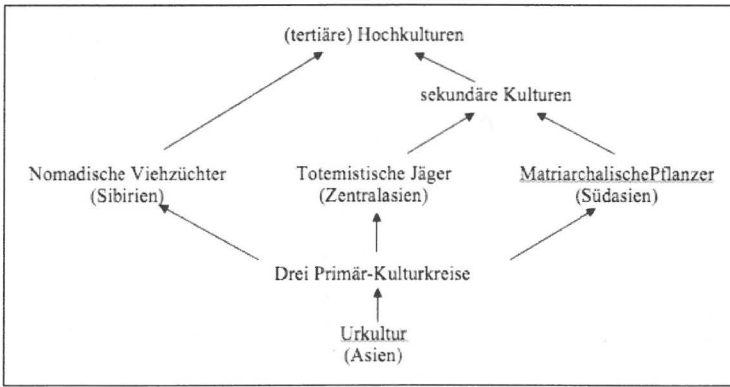 (tertiäre) Hochkulturen
sekundäre Kulturen
Nomadische Viehzüchter
(Sibirien)
Totemistische Jäger
(Zentralasien)
MatriarchalischePflanzer
(Südasien)
Drei Primär-Kulturkreise
Urkultur
(Asien)